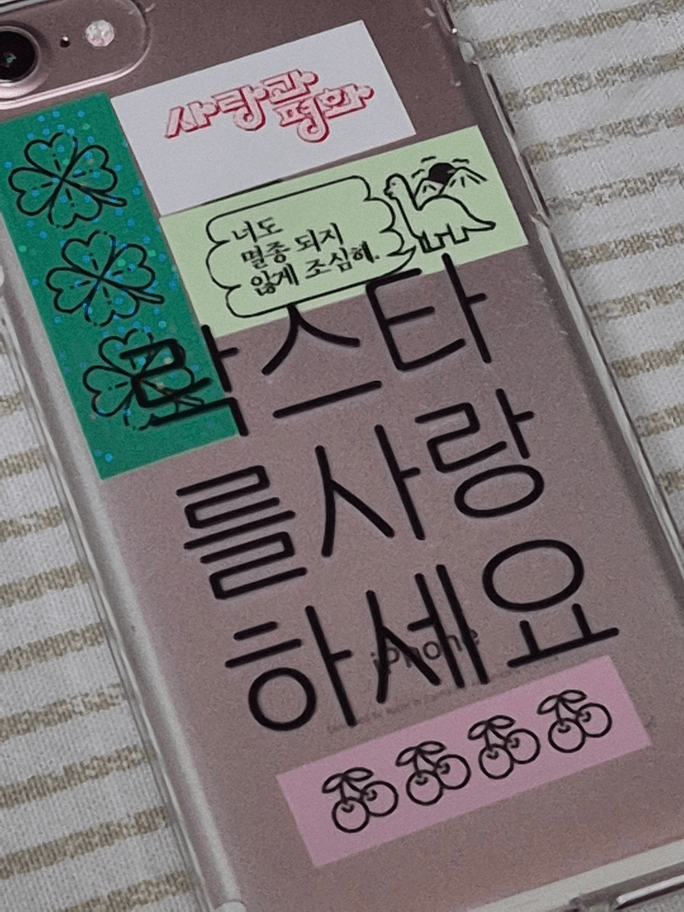 사랑과
평화
너도
멸종 되지
않게 조심해.
락스타
를사랑
하세요
iPhone